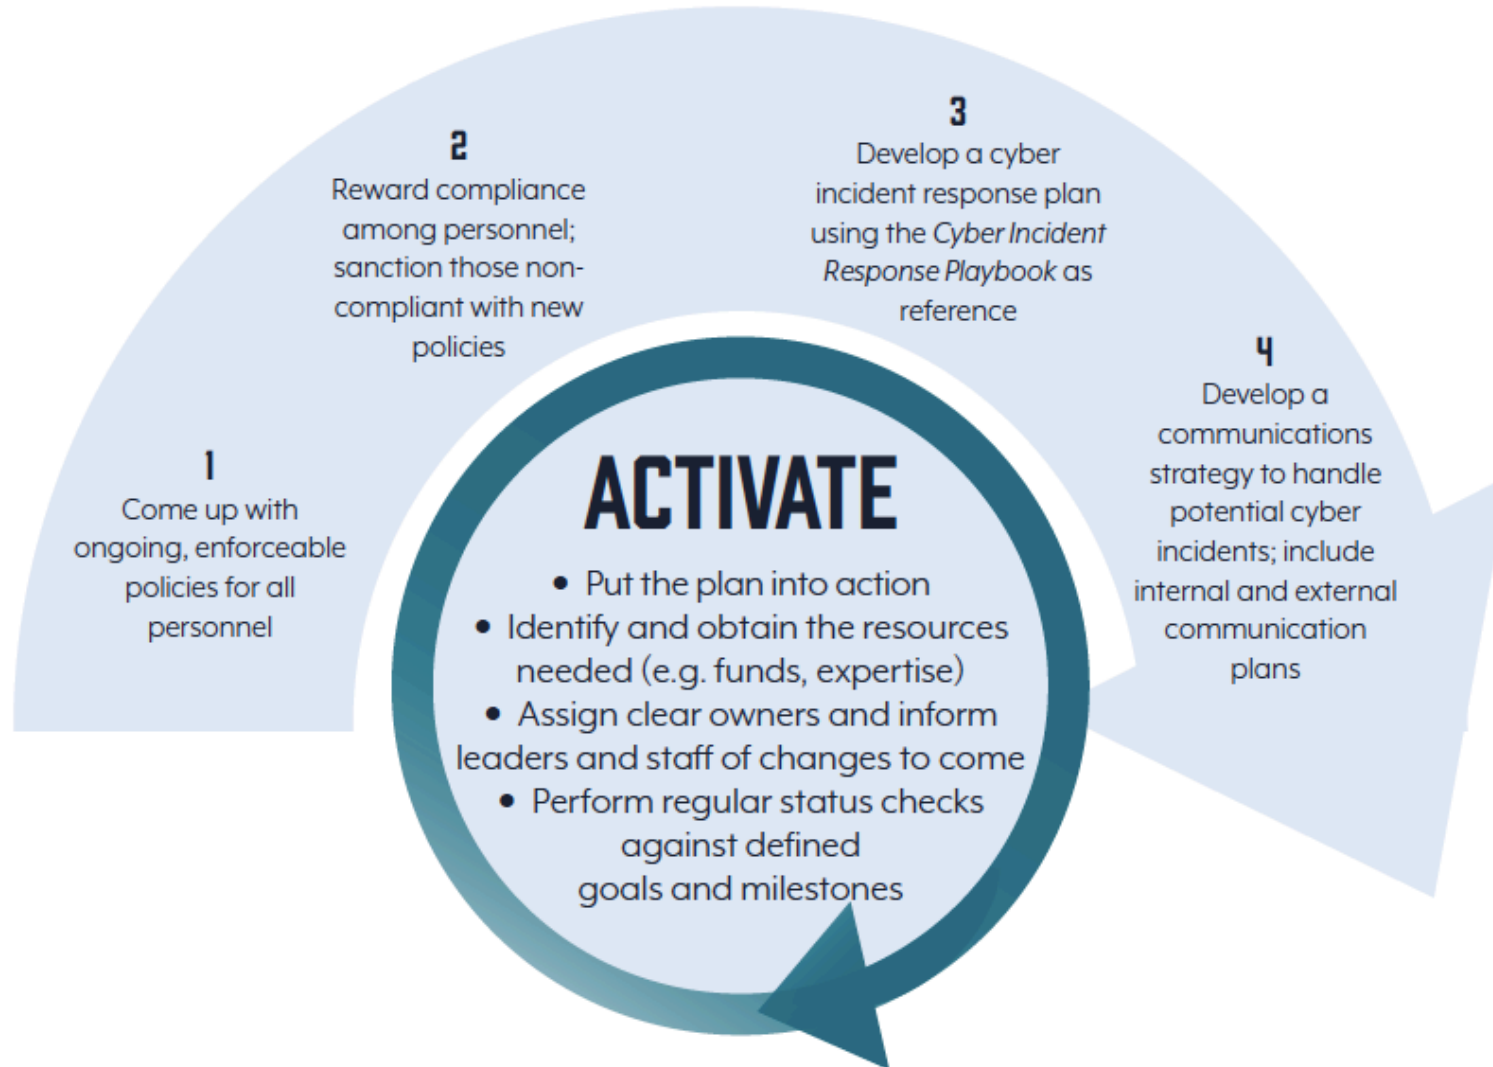 1
Come up with
ongoing, enforceable
policies for all
personnel
2
Reward compliance
among personnel;
sanction those non-
compliant with new
policies
3
Develop a cyber
incident response plan
using the Cyber Incident
Response Playbook as
reference
4
Develop a
communications
strategy to handle
potential cyber
incidents; include
internal and external
communication
plans
ACTIVATE
• Put the plan into action
• Identify and obtain the resources
needed (e.g. funds, expertise)
• Assign clear owners and inform
leaders and staff of changes to come
• Perform regular status checks
against defined
goals and milestones